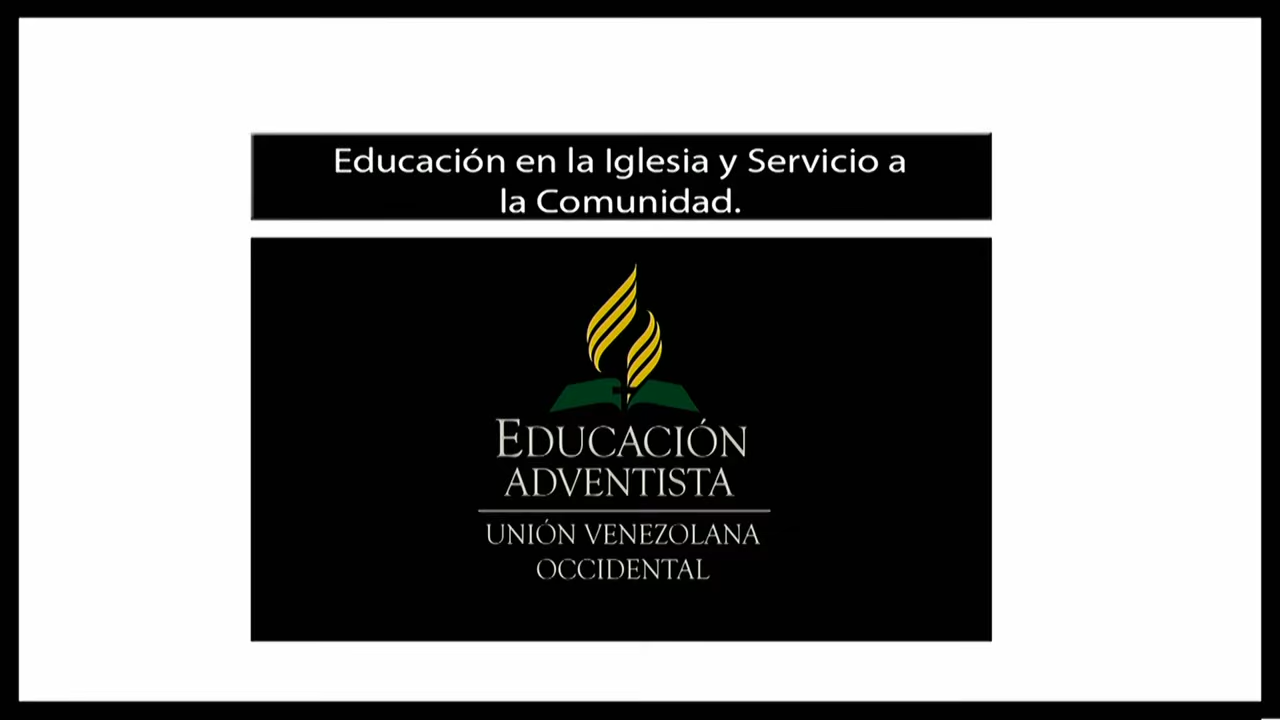 Educación en la Iglesia y Servicio a
la Comunidad.
EDUCACIÓN
ADVENTISTA
UNIÓN VENEZOLANA
OCCIDENTAL